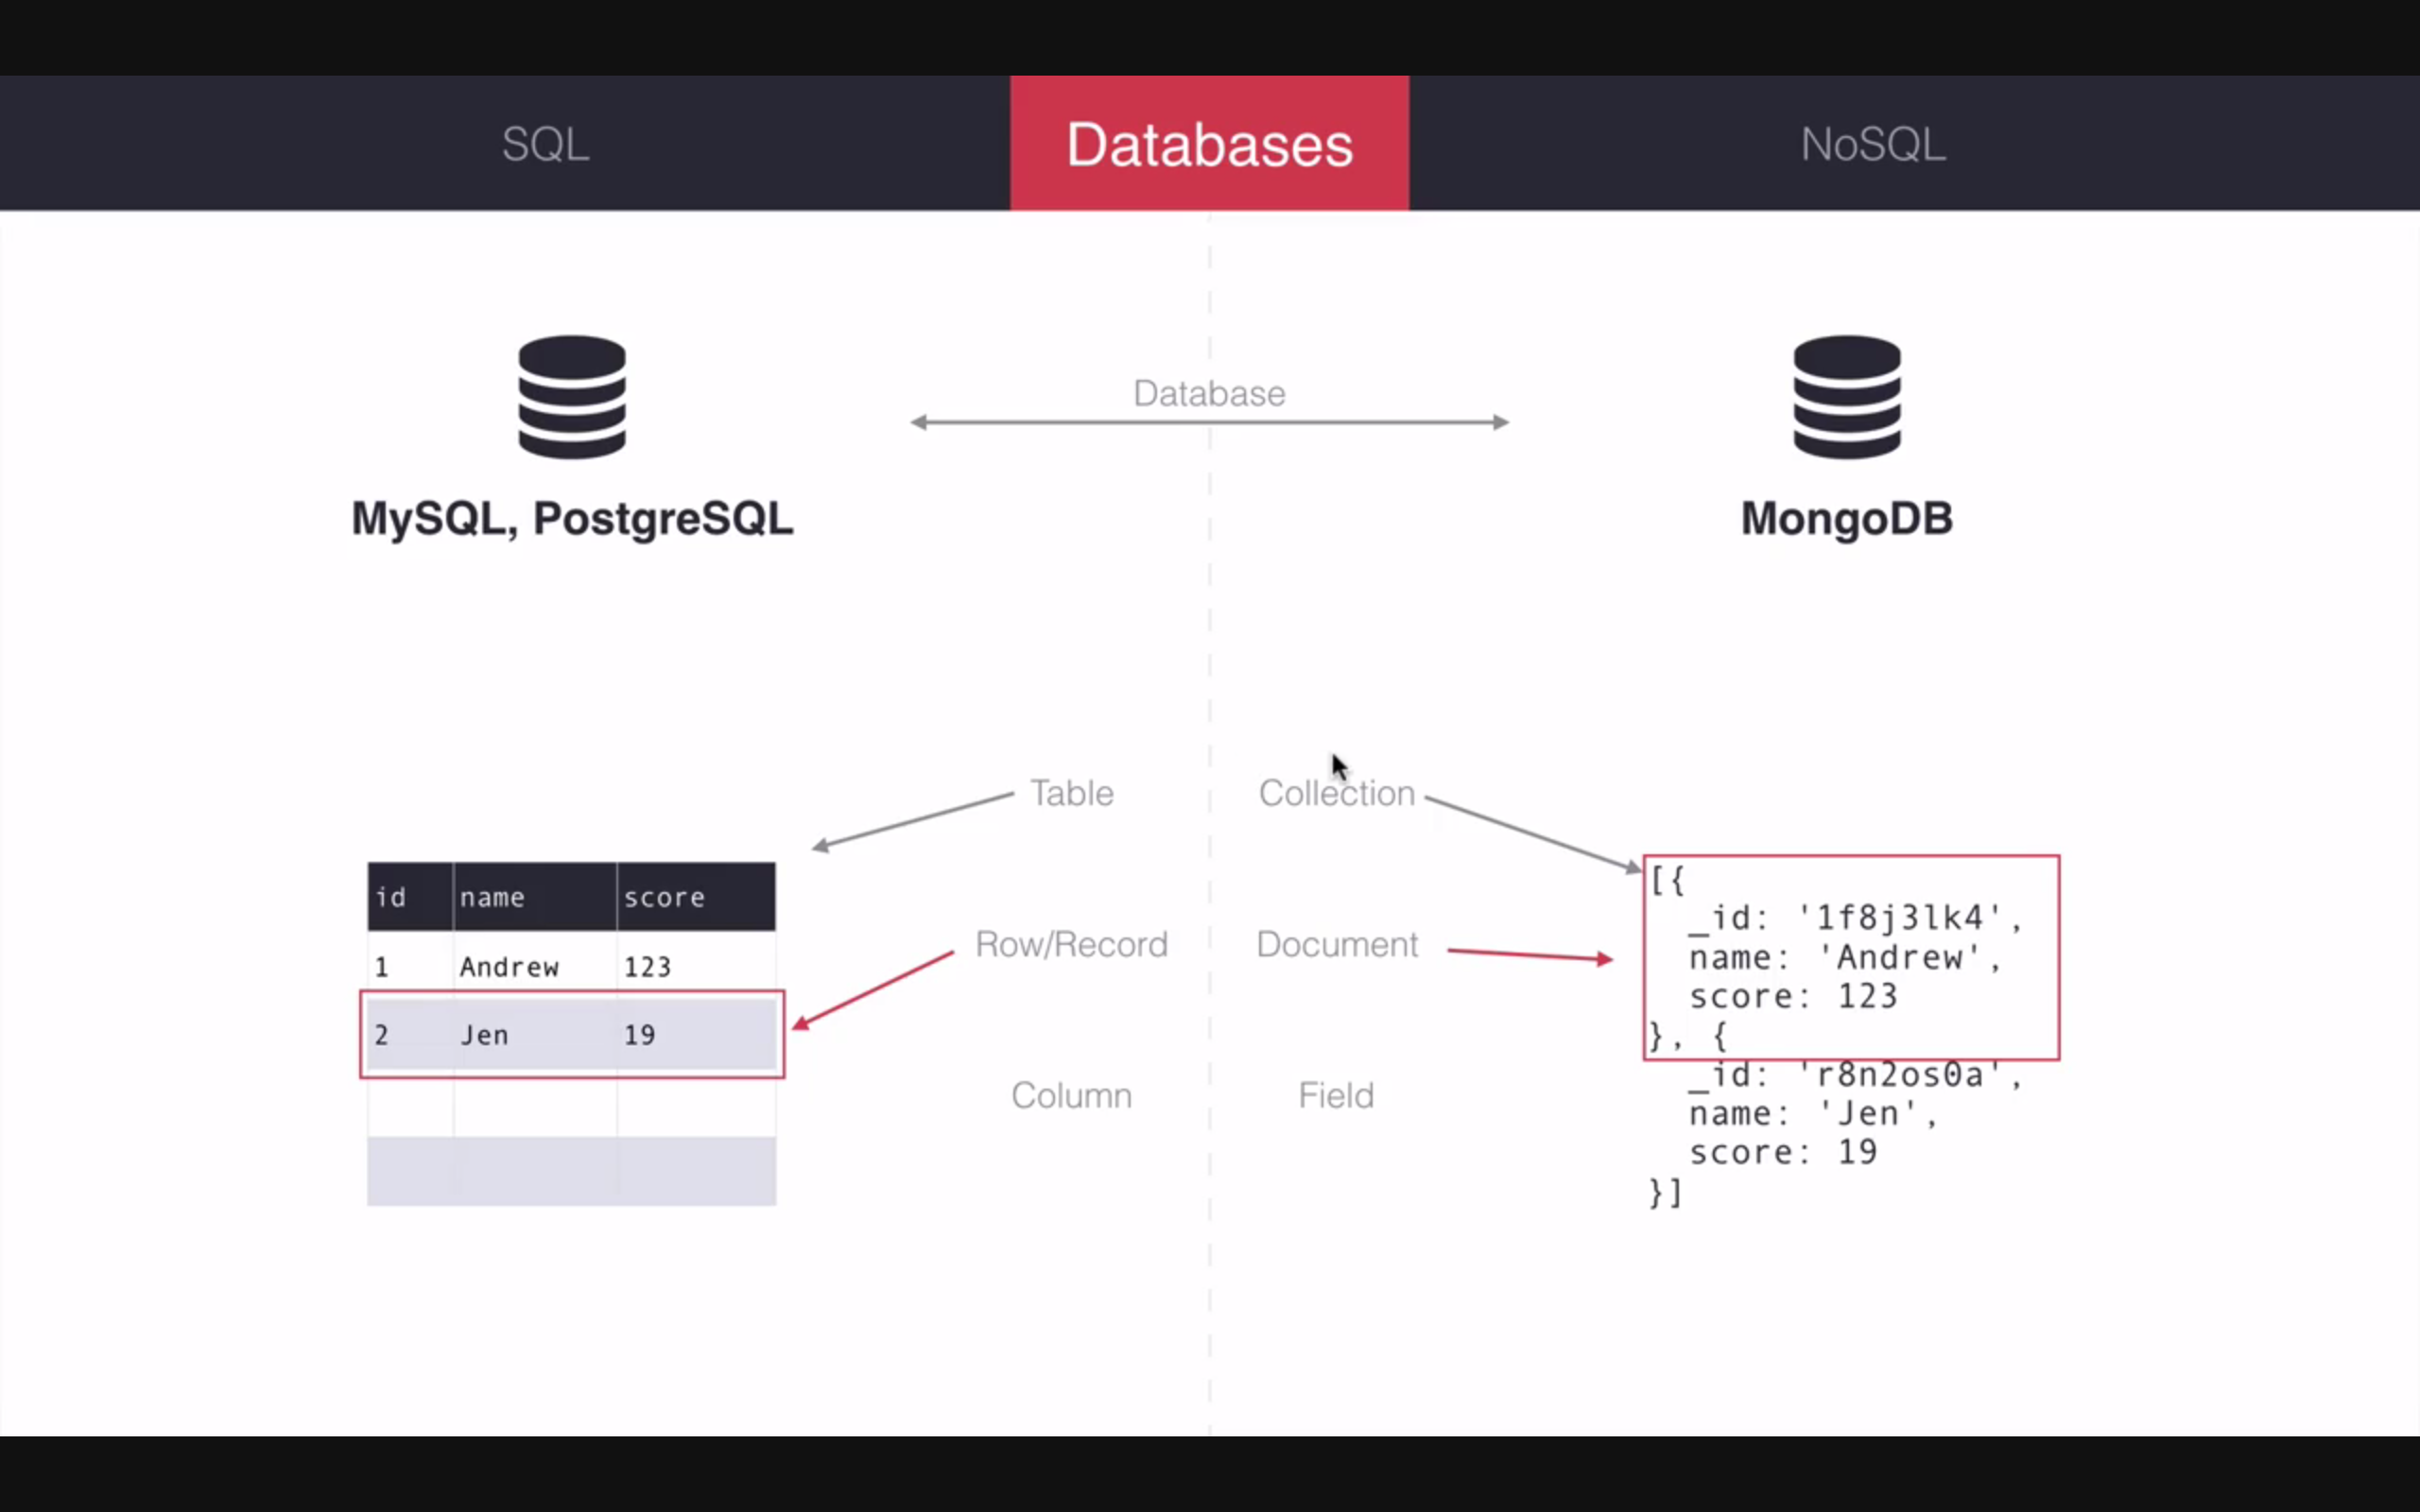 SQL
Databases
NoSQL
Database
MySQL, PostgreSQL
MongoDB
Table
Collection
id name score
1 Andrew 123
2 Jen 19
Row/Record
Document
Column
Field
[{
_id: '1f8j3lk4',
name: 'Andrew',
score: 123
}, {
_id: 'r8n2os0a',
name: 'Jen',
score: 19
}]